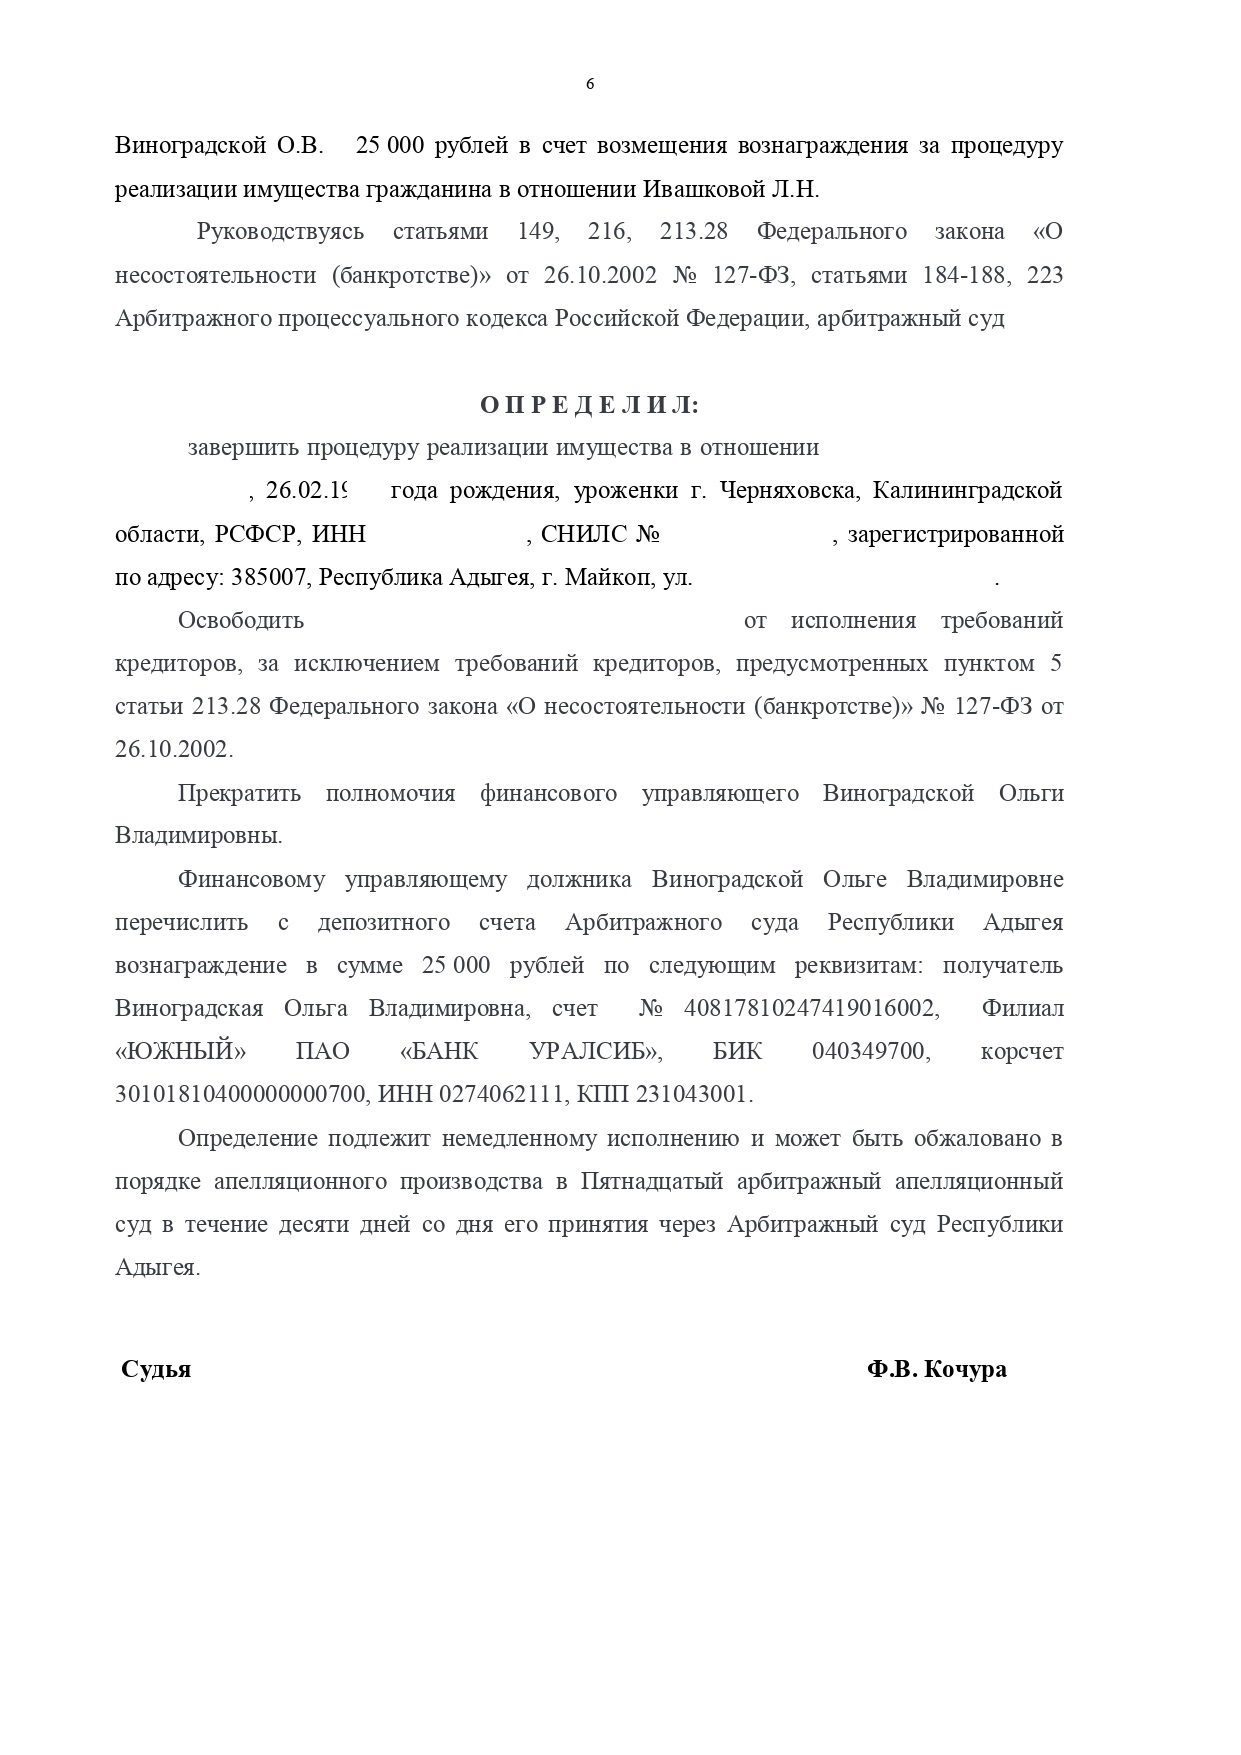 6
Виноградской О.В. 25 000 рублей в счет возмещения вознаграждения за процедуру
реализации имущества гражданина в отношении Ивашковой Л.Н.
Руководствуясь статьями 149, 216, 213.28 Федерального закона «О
несостоятельности (банкротстве)» от 26.10.2002 № 127-ФЗ, статьями 184-188, 223
Арбитражного процессуального кодекса Российской Федерации, арбитражный суд
О П Р Е Д Е Л И Л:
завершить процедуру реализации имущества в отношении
, 26.02.19 года рождения, уроженки г. Черняховска, Калининградской
области, РСФСР, ИНН , СНИЛС № , зарегистрированной
по адресу: 385007, Республика Адыгея, г. Майкоп, ул. .
Освободить от исполнения требований
кредиторов, за исключением требований кредиторов, предусмотренных пунктом 5
статьи 213.28 Федерального закона «О несостоятельности (банкротстве)» № 127-ФЗ от
26.10.2002.
Прекратить полномочия финансового управляющего Виноградской Ольги
Владимировны.
Финансовому управляющему должника Виноградской Ольге Владимировне
перечислить с депозитного счета Арбитражного суда Республики Адыгея
вознаграждение в сумме 25 000 рублей по следующим реквизитам: получатель
Виноградская Ольга Владимировна, счет № 40817810247419016002, Филиал
«ЮЖНЫЙ» ПАО «БАНК УРАЛСИБ», БИК 040349700, корсчет
30101810400000000700, ИНН 0274062111, КПП 231043001.
Определение подлежит немедленному исполнению и может быть обжаловано в
порядке апелляционного производства в Пятнадцатый арбитражный апелляционный
суд в течение десяти дней со дня его принятия через Арбитражный суд Республики
Адыгея.
Судья Ф.В. Кочура